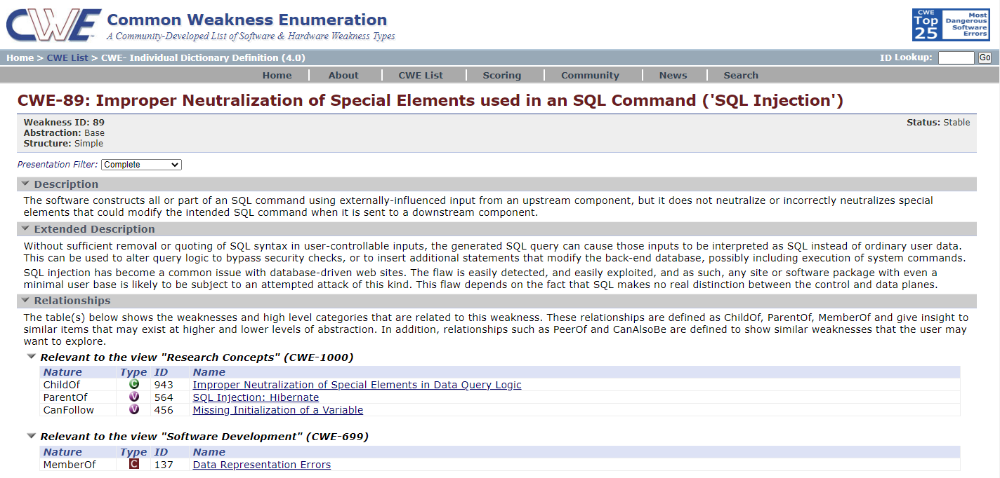 CWE
Common Weakness Enumeration
A Community-Developed List of Software & Hardware Weakness Types
CWE
Top
25
Most
Dangerous
Software
Errors
Home > CWE List > CWE- Individual Dictionary Definition (4.0)
ID Lookup:
Go
Home
About
CWE List
Scoring
Community
News
Search
CWE-89: Improper Neutralization of Special Elements used in an SQL Command ('SQL Injection')
Weakness ID: 89
Abstraction: Base
Structure: Simple
Status: Stable
Presentation Filter: Complete
Description
The software constructs all or part of an SQL command using externally-influenced input from an upstream component, but it does not neutralize or incorrectly neutralizes special
elements that could modify the intended SQL command when it is sent to a downstream component.
Extended Description
Without sufficient removal or quoting of SQL syntax in user-controllable inputs, the generated SQL query can cause those inputs to be interpreted as SQL instead of ordinary user data.
This can be used to alter query logic to bypass security checks, or to insert additional statements that modify the back-end database, possibly including execution of system commands.
SQL injection has become a common issue with database-driven web sites. The flaw is easily detected, and easily exploited, and as such, any site or software package with even a
minimal user base is likely to be subject to an attempted attack of this kind. This flaw depends on the fact that SQL makes no real distinction between the control and data planes.
Relationships
The table(s) below shows the weaknesses and high level categories that are related to this weakness. These relationships are defined as ChildOf, ParentOf, MemberOf and give insight to
similar items that may exist at higher and lower levels of abstraction. In addition, relationships such as PeerOf and CanAlsoBe are defined to show similar weaknesses that the user may
want to explore.
Relevant to the view "Research Concepts" (CWE-1000)
Nature Type ID Name
ChildOf C 943 Improper Neutralization of Special Elements in Data Query Logic
ParentOf V 564 SQL Injection: Hibernate
CanFollow V 456 Missing Initialization of a Variable
Relevant to the view "Software Development" (CWE-699)
Nature Type ID Name
MemberOf C 137 Data Representation Errors